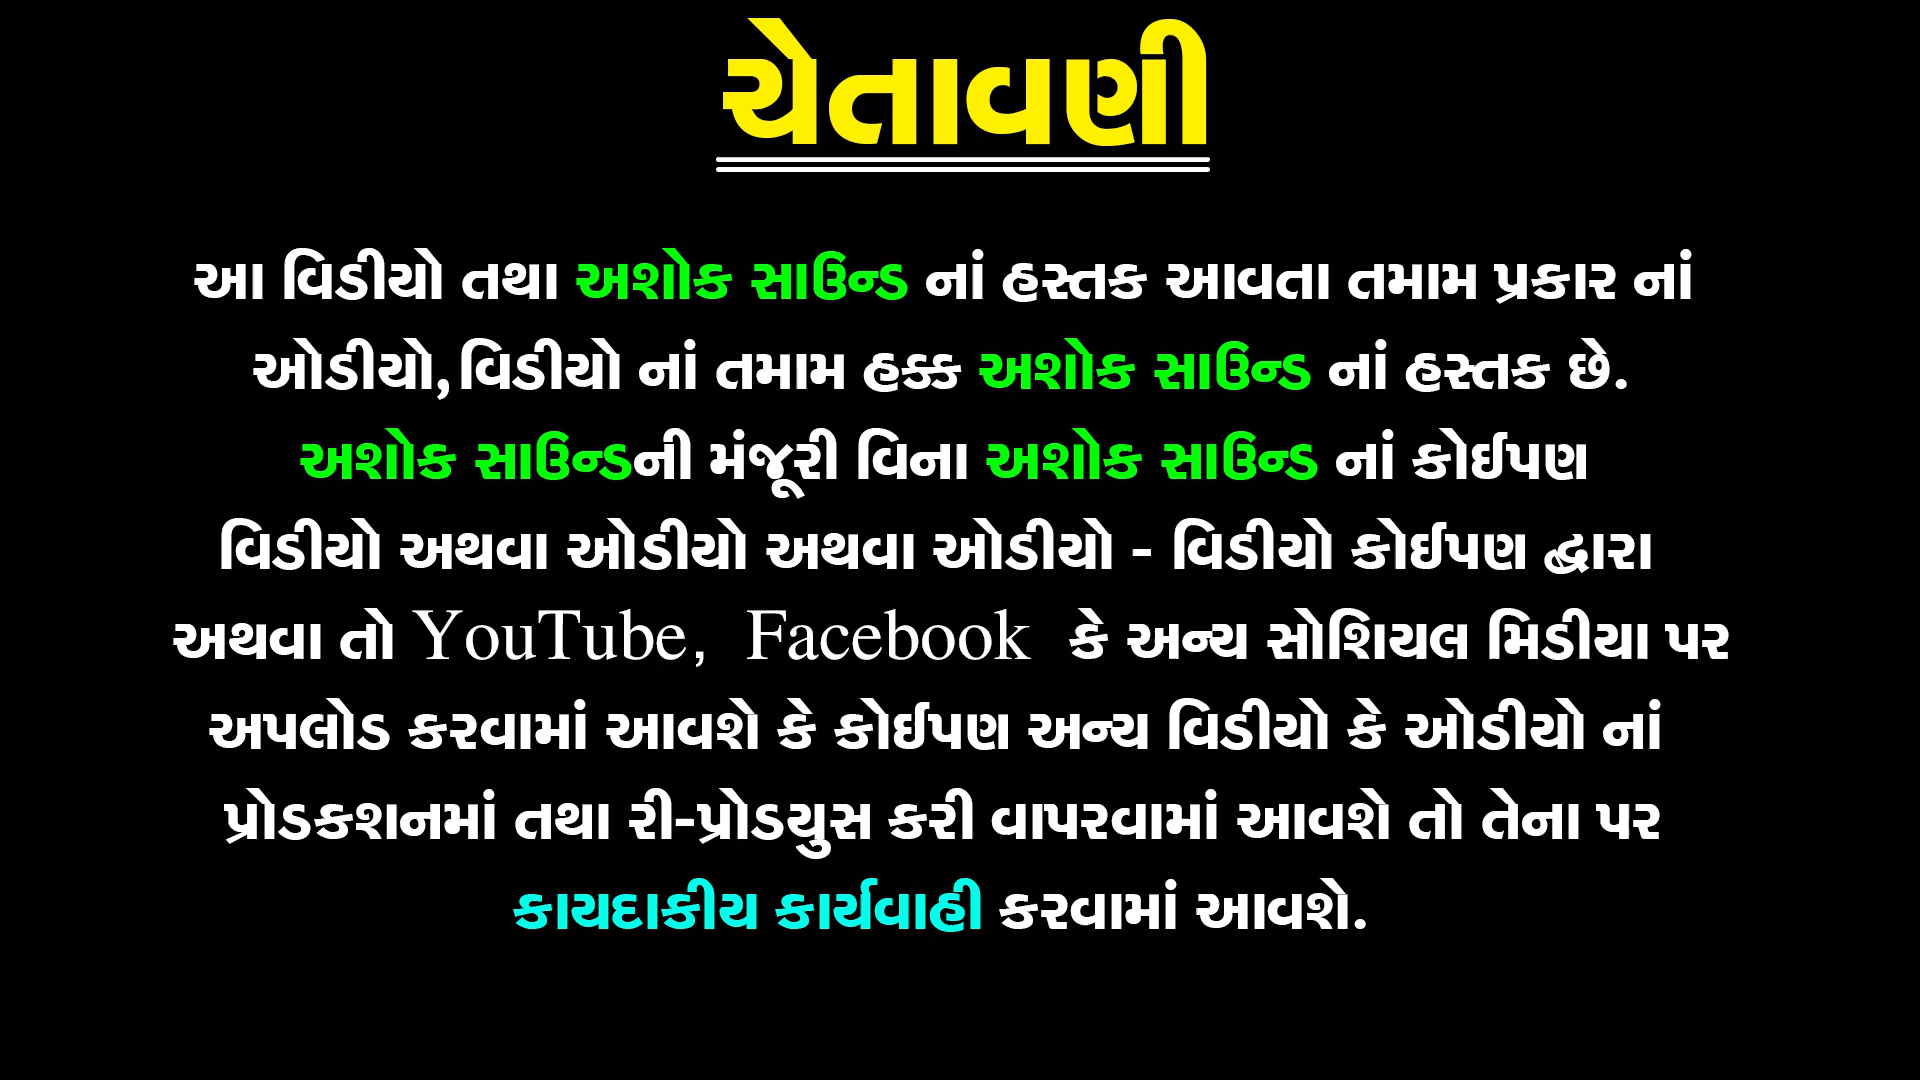 ચેતાવણી
આ વિડીયો તથા અશોક સાઉન્ડ નાં હસ્તક આવતા તમામ પ્રકાર નાં
ઓડીયો,વિડીયો નાં તમામ હક્ક અશોક સાઉન્ડ નાં હસ્તક છે.
અશોક સાઉન્ડની મંજૂરી વિના અશોક સાઉન્ડ નાં કોઈપણ
વિડીયો અથવા ઓડીયો અથવા ઓડીયો - વિડીયો કોઈપણ દ્વારા
અથવા તો YouTube, Facebook કે અન્ય સોશિયલ મિડીયા પર
અપલોડ કરવામાં આવશે કે કોઈપણ અન્ય વિડીયો કે ઓડીયો નાં
પ્રોડકશનમાં તથા રી-પ્રોડયુસ કરી વાપરવામાં આવશે તો તેના પર
કાયદાકીય કાર્યવાહી કરવામાં આવશે.